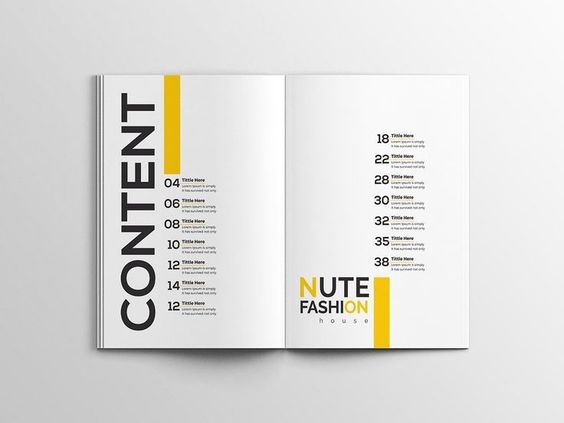 CONTENT
04 Tittle Here
Lorem Ipsum is simply
It has survived not only
06 Tittle Here
Lorem Ipsum is simply
It has survived not only
08 Tittle Here
Lorem Ipsum is simply
It has survived not only
10 Tittle Here
Lorem Ipsum is simply
It has survived not only
12 Tittle Here
Lorem Ipsum is simply
It has survived not only
14 Tittle Here
Lorem Ipsum is simply
It has survived not only
12 Tittle Here
Lorem Ipsum is simply
It has survived not only
18 Tittle Here
Lorem Ipsum is simply
It has survived not only
22 Tittle Here
Lorem Ipsum is simply
It has survived not only
28 Tittle Here
Lorem Ipsum is simply
It has survived not only
30 Tittle Here
Lorem Ipsum is simply
It has survived not only
32 Tittle Here
Lorem Ipsum is simply
It has survived not only
35 Tittle Here
Lorem Ipsum is simply
It has survived not only
38 Tittle Here
Lorem Ipsum is simply
It has survived not only
NUTE
FASHION
house